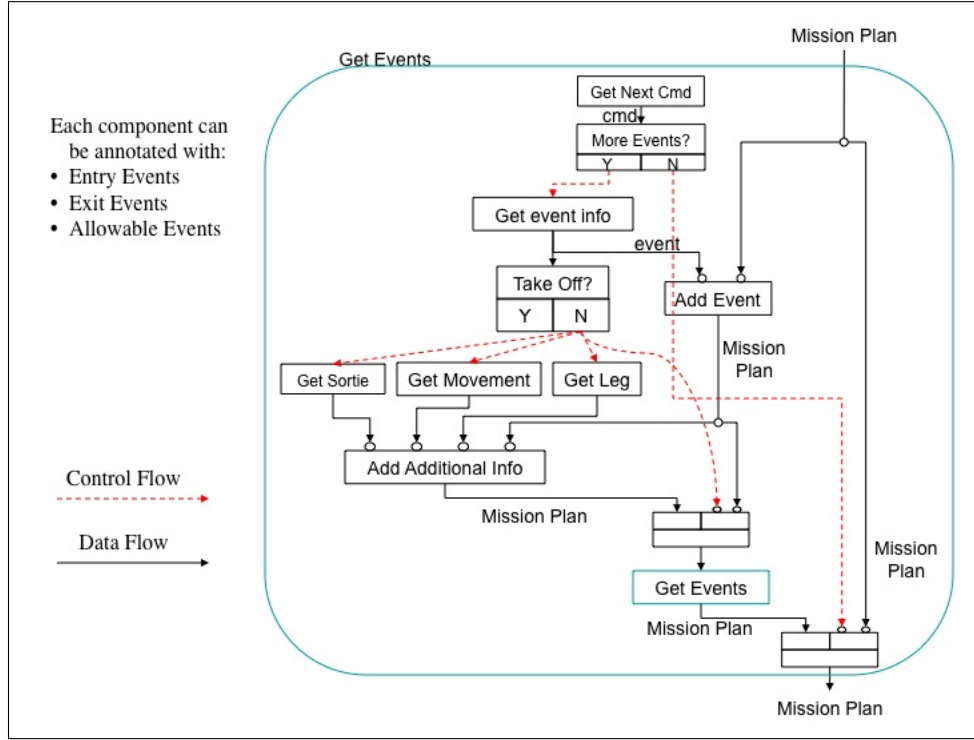 Mission Plan
Get Events
Get Next Cmd
cmd
Each component can
be annotated with:
• Entry Events
• Exit Events
• Allowable Events
More Events?
Y N
Get event info
event
Take Off?
Y N
Add Event
Mission
Plan
Get Sortie
Get Movement
Get Leg
Add Additional Info
Control Flow
Mission Plan
Data Flow
Mission
Plan
Get Events
Mission Plan
Mission Plan